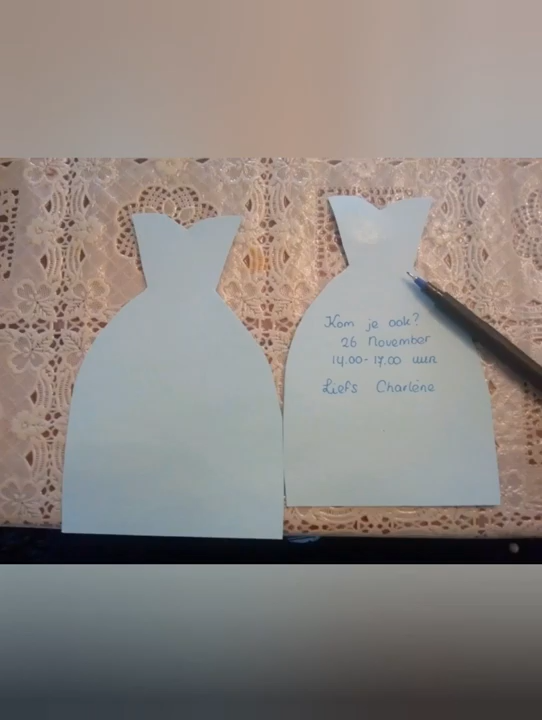 Kom je ook?
26 November
14.00-17.00 uur
Liefs Charlène